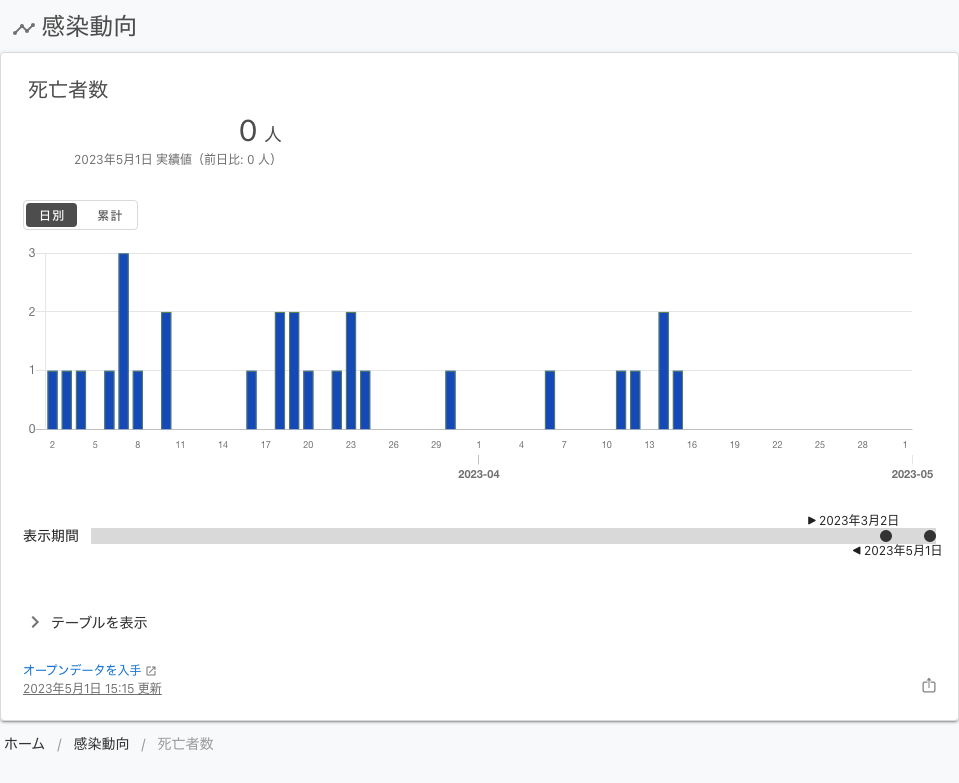 感染動向
死亡者数
0 人
2023年5月1日 実績値（前日比: 0 人）
日別 累計
3
2
1
0
2 5 8 11 14 17 20 23 26 29 1 4 7 10 13 16 19 22 25 28 1
2023-04 2023-05
▶ 2023年3月2日
表示期間
◀ 2023年5月1日
テーブルを表示
オープンデータを入手
2023年5月1日 15:15 更新
ホーム / 感染動向 / 死亡者数